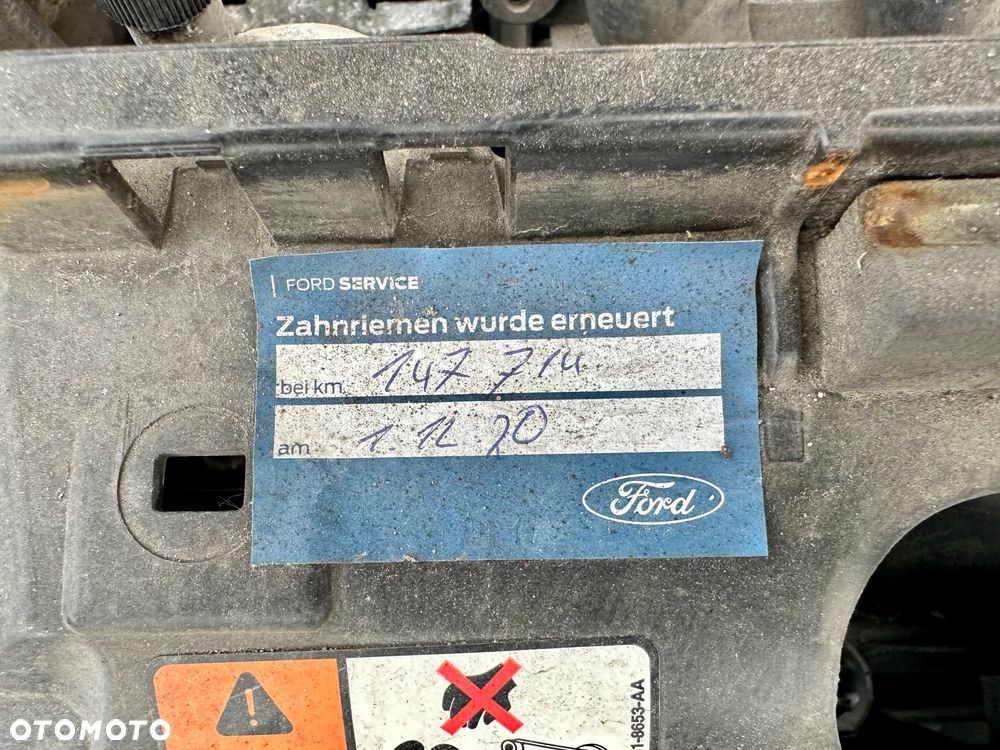 FORD SERVICE
Zahnriemen wurde erneuert
bei km 147 714
am 1. 12 20
Ford
1-8653-AA
OTOMOTO